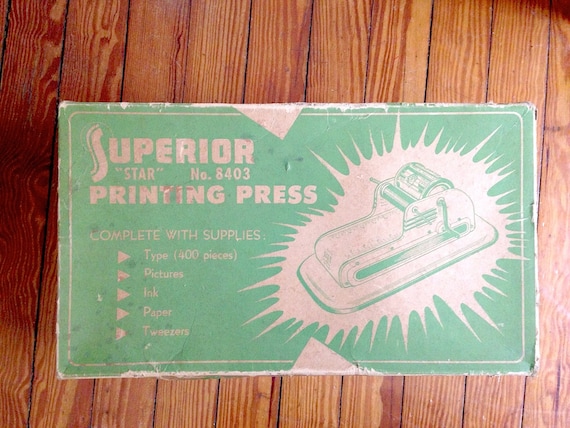 SUPERIOR
"STAR" No. 8403
PRINTING PRESS
COMPLETE WITH SUPPLIES:
Type (400 pieces)
Pictures
Ink
Paper
Tweezers